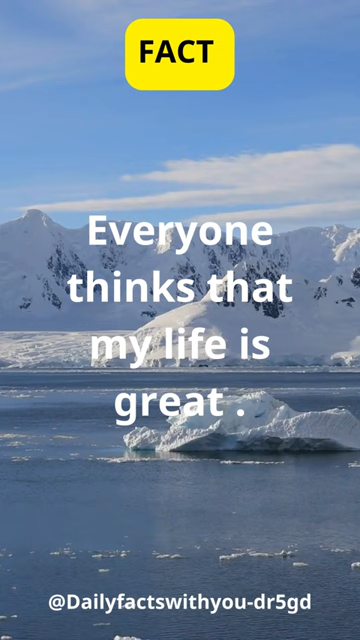 FACT
Everyone
thinks that
my life is
great .
@Dailyfactswithyou-dr5gd